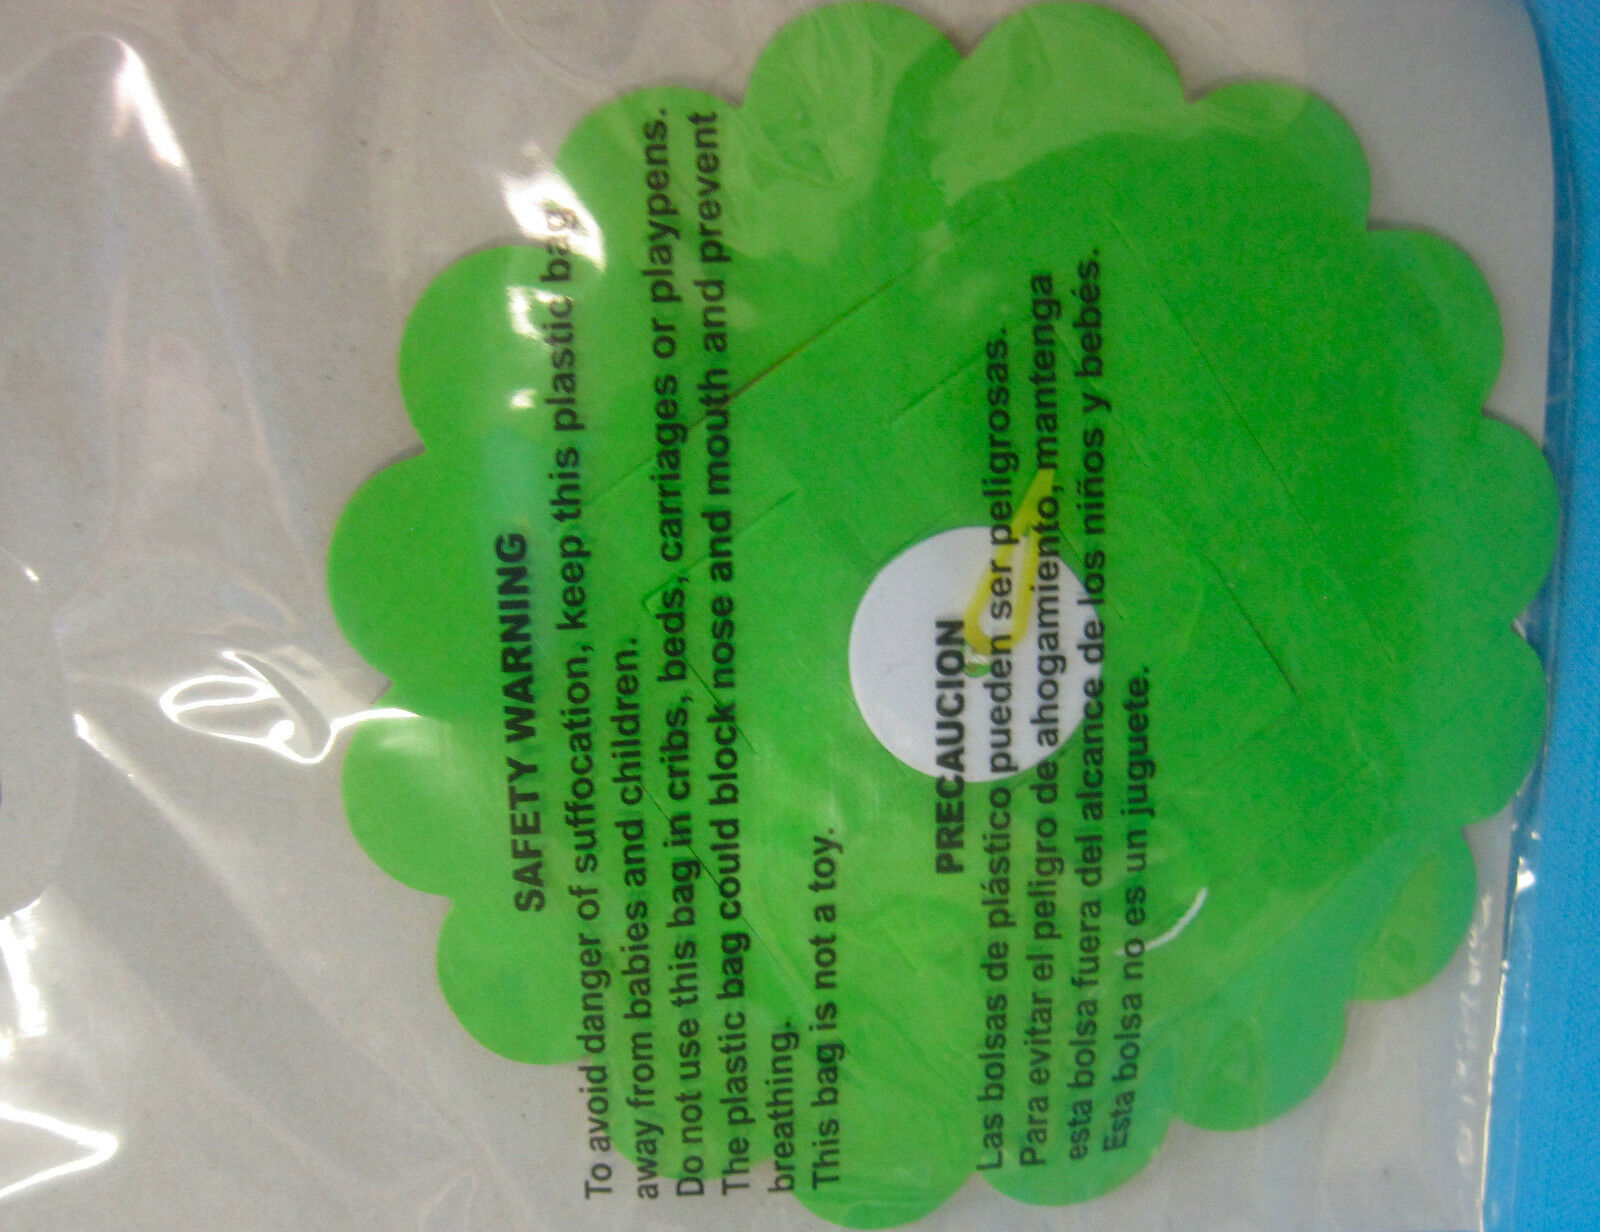 SAFETY WARNING
To avoid danger of suffocation, keep this plastic bag
away from babies and children.
Do not use this bag in cribs, beds, carriages or playpens.
The plastic bag could block nose and mouth and prevent
breathing.
This bag is not a toy.
PRECAUCION
Las bolsas de plástico pueden ser peligrosas.
Para evitar el peligro de ahogamiento, mantenga
esta bolsa fuera del alcance de los niños y bebés.
Esta bolsa no es un juguete.